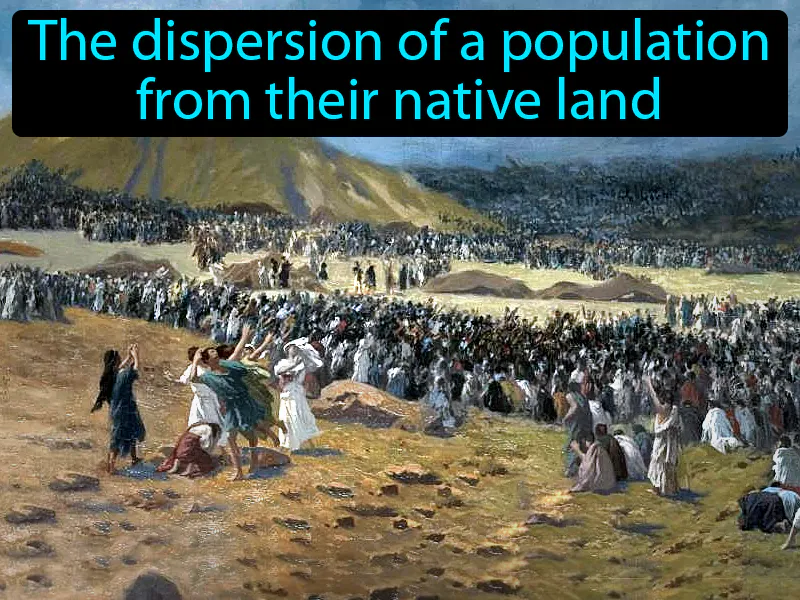 The dispersion of a population
from their native land